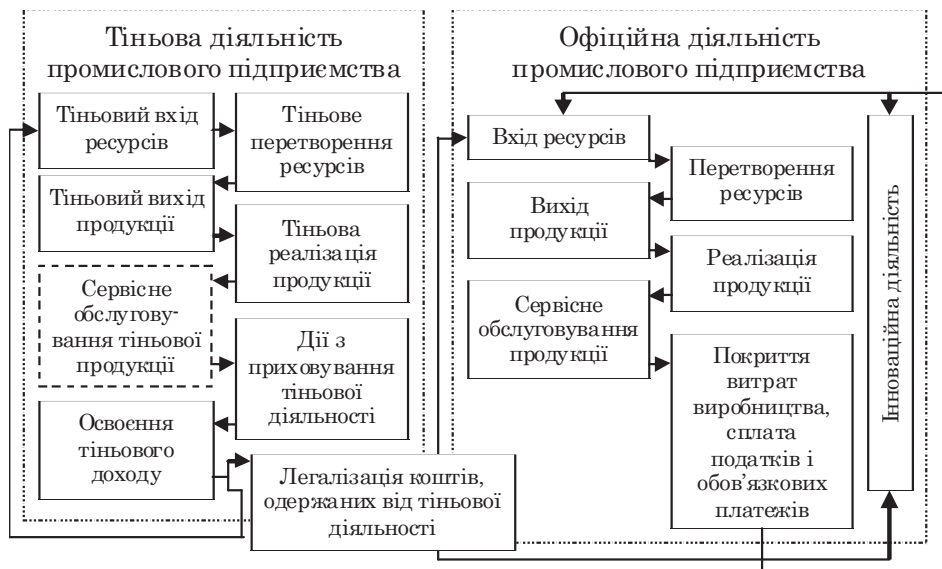 Тіньова діяльність
промислового підприємства
Тіньовий вхід
ресурсів
Тіньове
перетворення
ресурсів
Тіньовий вихід
продукції
Тіньова
реалізація
продукції
Сервісне
обслугову-
вання тіньової
продукції
Дії з
приховування
тіньової
діяльності
Освоєння
тіньового
доходу
Легалізація коштів,
одержаних від тіньової
діяльності
Офіційна діяльність
промислового підприємства
Вхід ресурсів
Перетворення
ресурсів
Вихід
продукції
Реалізація
продукції
Сервісне
обслуговування
продукції
Покриття
витрат
виробництва,
сплата
податків і
обов’язкових
платежів
Інноваційна діяльність